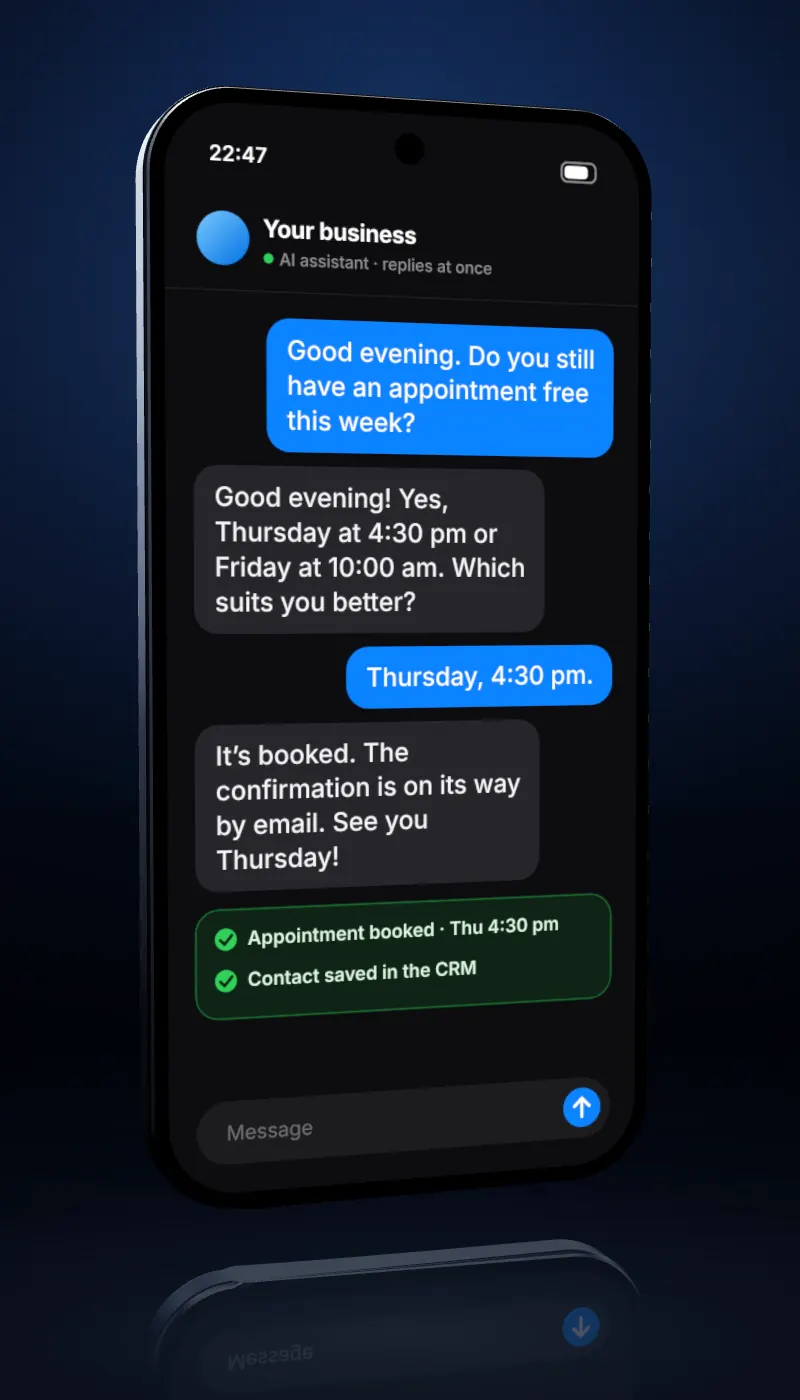 22:47
Your business
AI assistant · replies at once
Good evening. Do you still
have an appointment free
this week?
Good evening! Yes,
Thursday at 4:30 pm or
Friday at 10:00 am. Which
suits you better?
Thursday, 4:30 pm.
It’s booked. The
confirmation is on its way
by email. See you
Thursday!
Appointment booked · Thu 4:30 pm
Contact saved in the CRM
Message
Message